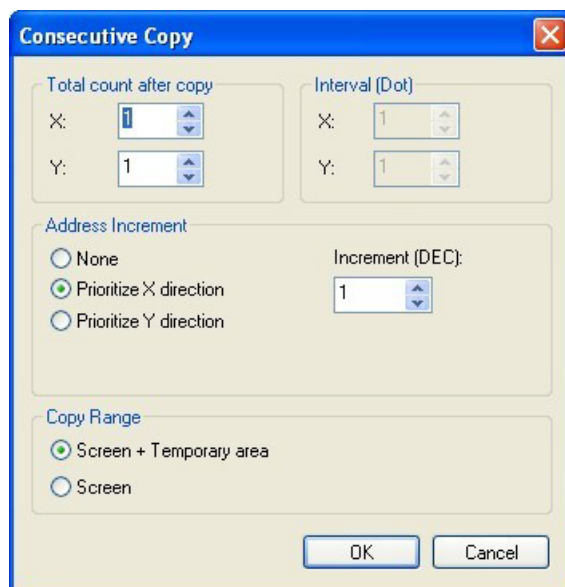 Consecutive Copy
Total count after copy
X: 1
Y: 1
Interval (Dot)
X: 1
Y: 1
Address Increment
None
Prioritize X direction
Prioritize Y direction
Increment (DEC):
1
Copy Range
Screen + Temporary area
Screen
OK
Cancel